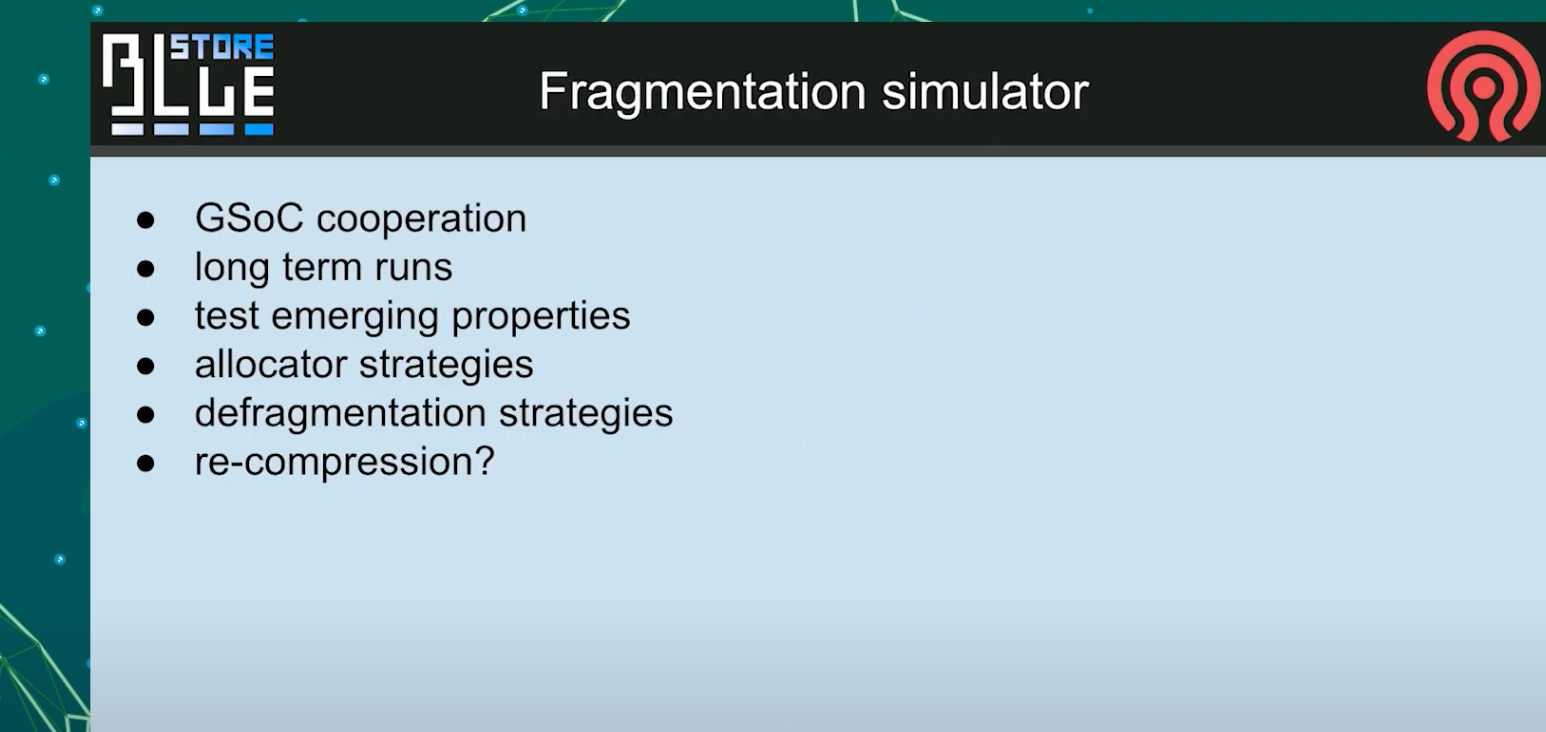 BLUE STORE
Fragmentation simulator
● GSoC cooperation
● long term runs
● test emerging properties
● allocator strategies
● defragmentation strategies
● re-compression?